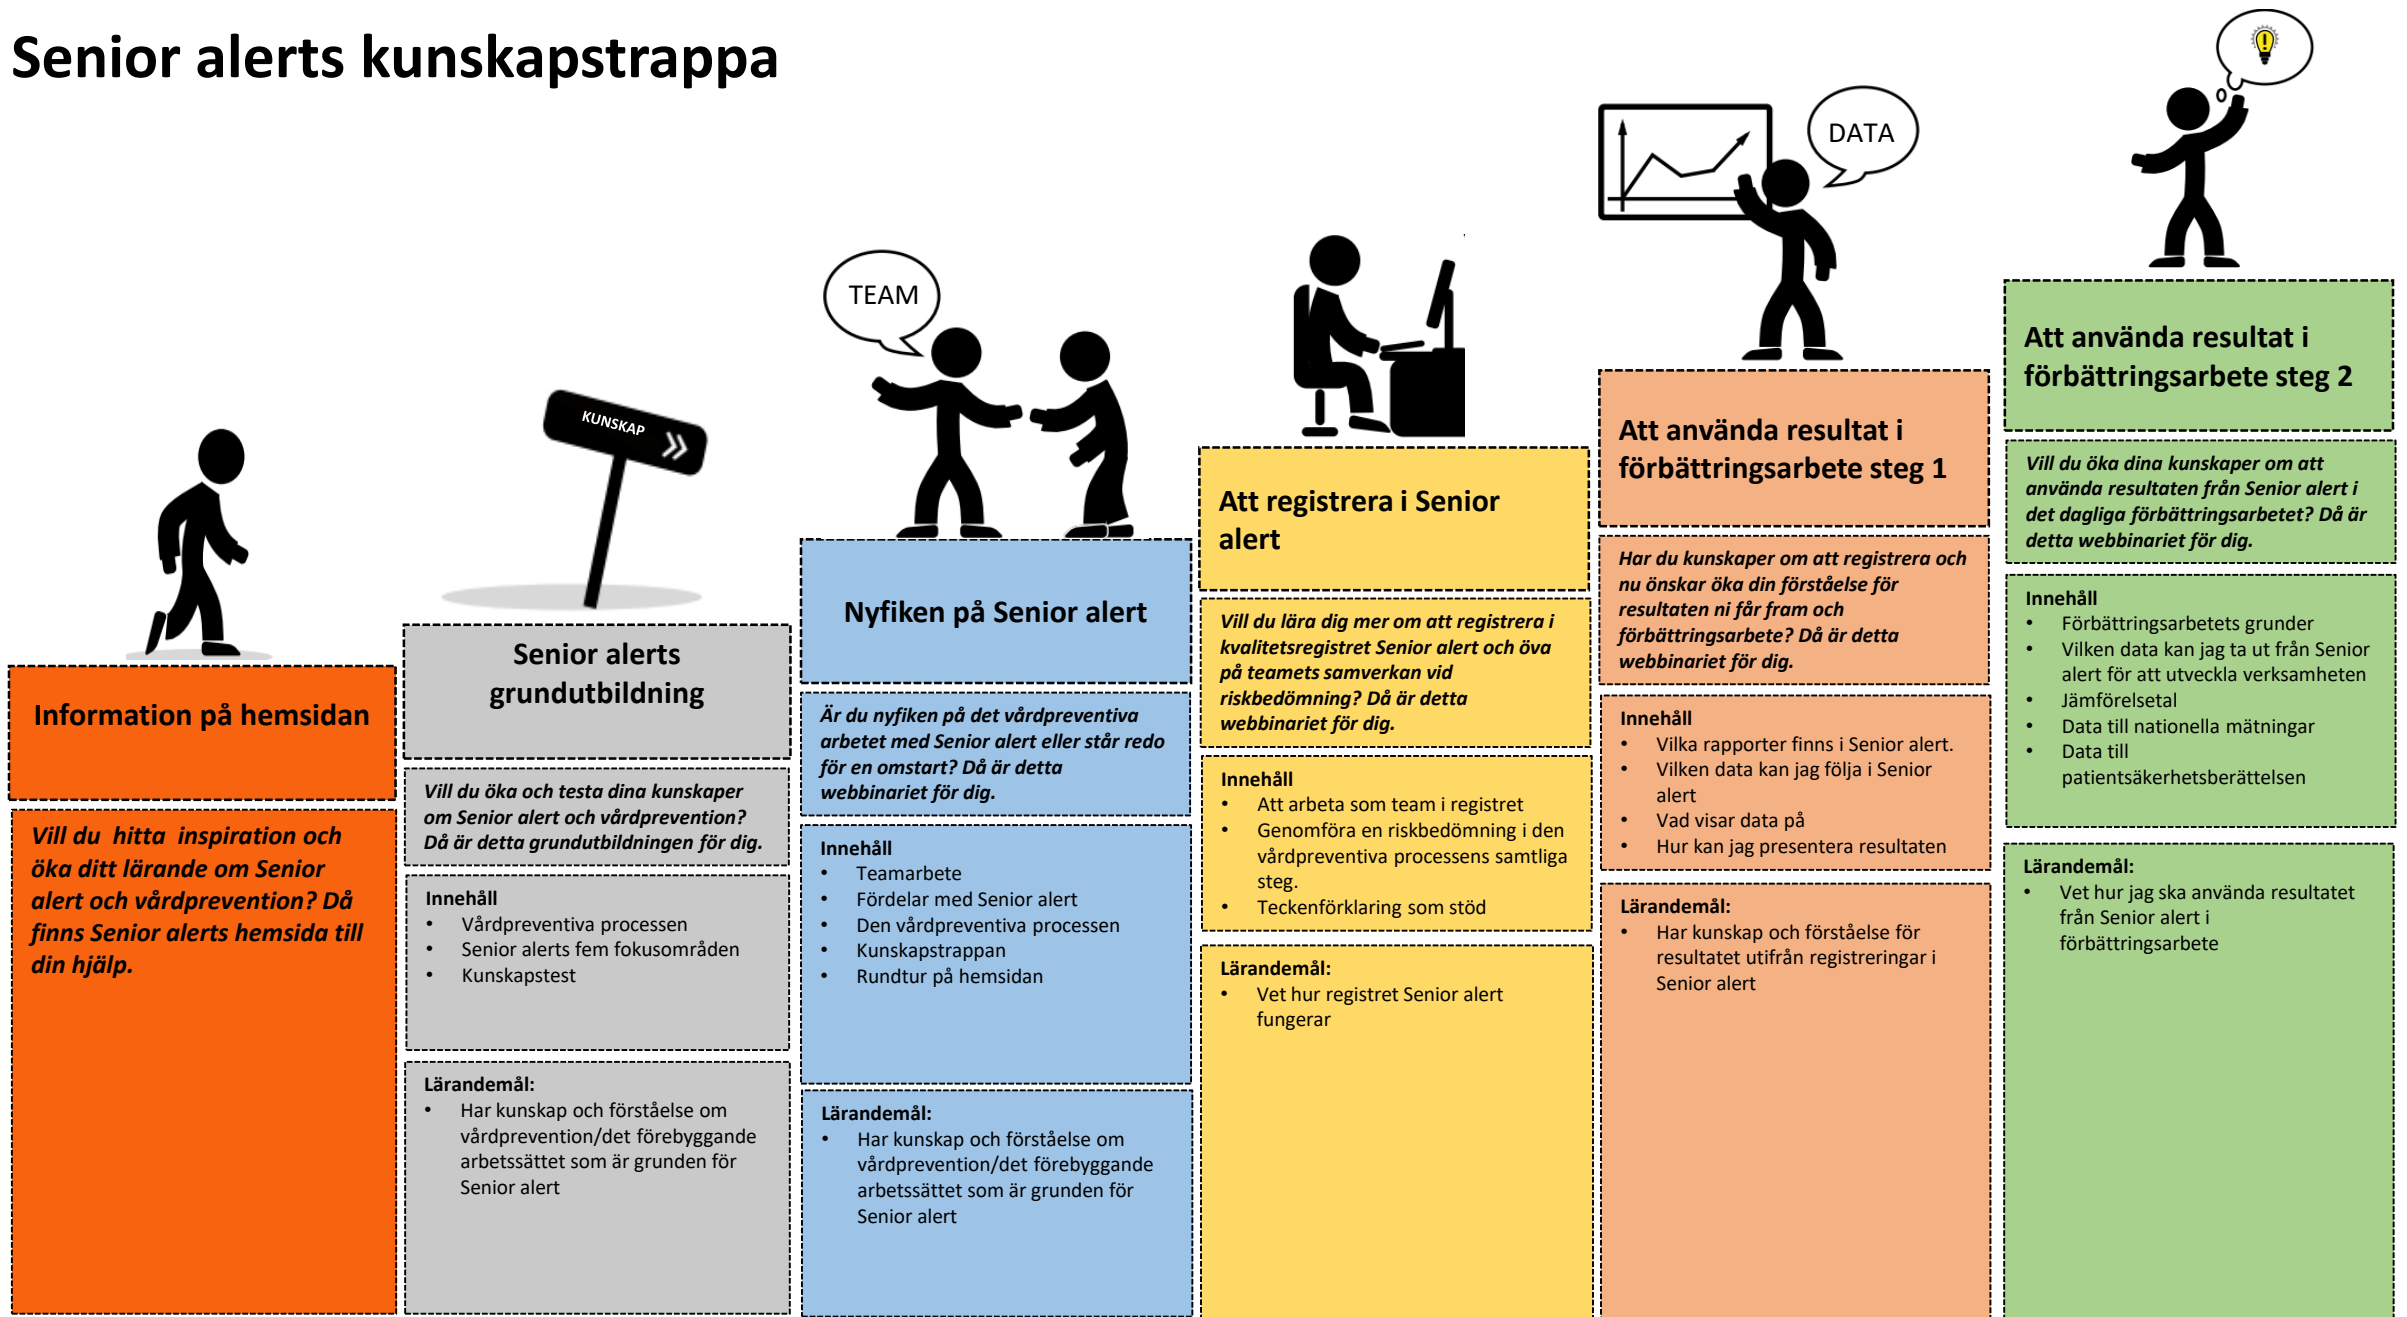 Senior alerts kunskapstrappa
Information på hemsidan
Vill du  hitta  inspiration och
öka ditt lärande om Senior
alert och vårdprevention? Då
finns Senior alerts hemsida till
din hjälp.
KUNSKAP
Senior alerts
grundutbildning
Vill du öka och testa dina kunskaper
om Senior alert och vårdprevention?
Då är detta grundutbildningen för dig.
Innehåll
• Vårdpreventiva processen
• Senior alerts fem fokusområden
• Kunskapstest
Lärandemål:
• Har kunskap och förståelse om
vårdprevention/det förebyggande
arbetssättet som är grunden för
Senior alert
TEAM
Nyfiken på Senior alert
Är du nyfiken på det vårdpreventiva
arbetet med Senior alert eller står redo
för en omstart? Då är detta
webbinariet för dig.
Innehåll
• Teamarbete
• Fördelar med Senior alert
• Den vårdpreventiva processen
• Kunskapstrappan
• Rundtur på hemsidan
Lärandemål:
• Har kunskap och förståelse om
vårdprevention/det förebyggande
arbetssättet som är grunden för
Senior alert
Att registrera i Senior
alert
Vill du lära dig mer om att registrera i
kvalitetsregistret Senior alert och öva
på teamets samverkan vid
riskbedömning? Då är detta
webbinariet för dig.
Innehåll
• Att arbeta som team i registret
• Genomföra en riskbedömning i den
vårdpreventiva processens samtliga
steg.
• Teckenförklaring som stöd
Lärandemål:
• Vet hur registret Senior alert
fungerar
DATA
Att använda resultat i
förbättringsarbete steg 1
Har du kunskaper om att registrera och
nu önskar öka din förståelse för
resultaten ni får fram och
förbättringsarbete? Då är detta
webbinariet för dig.
Innehåll
• Vilka rapporter finns i Senior alert.
• Vilken data kan jag följa i Senior
alert
• Vad visar data på
• Hur kan jag presentera resultaten
Lärandemål:
• Har kunskap och förståelse för
resultatet utifrån registreringar i
Senior alert
Att använda resultat i
förbättringsarbete steg 2
Vill du öka dina kunskaper om att
använda resultaten från Senior alert i
det dagliga förbättringsarbetet? Då är
detta webbinariet för dig.
Innehåll
• Förbättringsarbetets grunder
• Vilken data kan jag ta ut från Senior
alert för att utveckla verksamheten
• Jämförelsetal
• Data till nationella mätningar
• Data till
patientsäkerhetsberättelsen
Lärandemål:
• Vet hur jag ska använda resultatet
från Senior alert i
förbättringsarbete